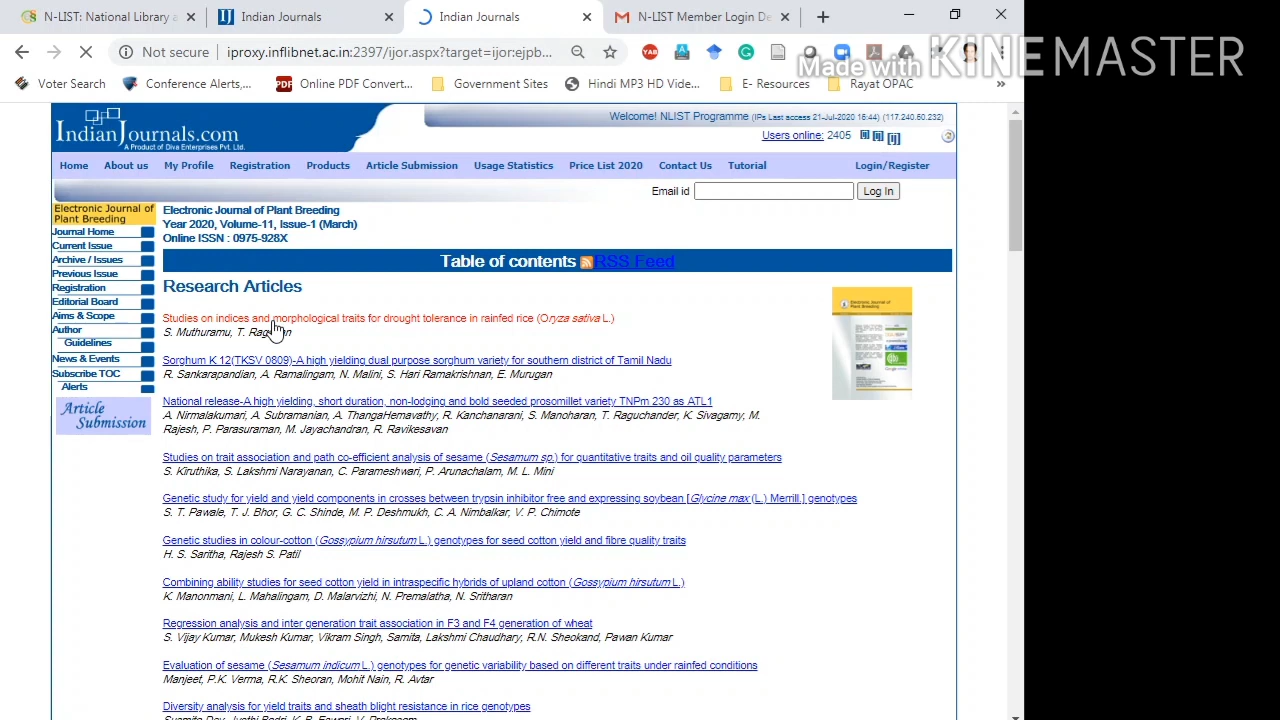 N-LIST: National Library a
Indian Journals
Indian Journals
N-LIST Member Login De
Made with KINEMASTER
Not secure
iproxy.inflibnet.ac.in:2397/ijor.aspx?target=ijor:ejpb...
Voter Search
Conference Alerts,...
Online PDF Convert...
Government Sites
Hindi MP3 HD Vide...
E- Resources
Rayat OPAC
»
IndianJournals.com
A Product of Diva Enterprises Pvt. Ltd.
Welcome! NLIST Programme (IPs Last access 21-Jul-2020 16:44) (117.240.60.232)
Users online: 2405
Home About us My Profile Registration Products Article Submission Usage Statistics Price List 2020 Contact Us Tutorial Login/Register
Email id Log In
Electronic Journal of
Plant Breeding
Journal Home
Current Issue
Archive / Issues
Previous Issue
Registration
Editorial Board
Aims & Scope
Author
Guidelines
News & Events
Subscribe TOC
Alerts
Article
Submission
Electronic Journal of Plant Breeding
Year 2020, Volume-11, Issue-1 (March)
Online ISSN : 0975-928X
Table of contents RSS Feed
Research Articles
on indices and morphological traits for drought tolerance in rainfed rice (Oryza sativa L.)
S. Muthuramu, T.
Sorghum K 12(TKSV 0809)-A high yielding dual purpose sorghum variety for southern district of Tamil Nadu
R. Sankarapandian, A. Ramalingam, N. Malini, S. Hari Ramakrishnan, E. Murugan
National release-A high yielding, short duration, non-lodging and bold seeded prosomillet variety TNPm 230 as ATL1
A. Nirmalakumari, A. Subramanian, A. ThangaHemavathy, R. Kanchanarani, S. Manoharan, T. Raguchander, K. Sivagamy, M.
Rajesh, P. Parasuraman, M. Jayachandran, R. Ravikesavan
Studies on trait association and path co-efficient analysis of sesame (Sesamum sp.) for quantitative traits and oil quality parameters
S. Kiruthika, S. Lakshmi Narayanan, C. Parameshwari, P. Arunachalam, M. L. Mini
Genetic study for yield and yield components in crosses between trypsin inhibitor free and expressing soybean [Glycine max (L.) Merrill.] genotypes
S. T. Pawale, T. J. Bhor, G. C. Shinde, M. P. Deshmukh, C. A. Nimbalkar, V. P. Chimote
Genetic studies in colour-cotton (Gossypium hirsutum L.) genotypes for seed cotton yield and fibre quality traits
H. S. Saritha, Rajesh S. Patil
Combining ability studies for seed cotton yield in intraspecific hybrids of upland cotton (Gossypium hirsutum L.)
K. Manonmani, L. Mahalingam, D. Malarvizhi, N. Premalatha, N. Sritharan
Regression analysis and inter generation trait association in F3 and F4 generation of wheat
S. Vijay Kumar, Mukesh Kumar, Vikram Singh, Samita, Lakshmi Chaudhary, R.N. Sheokand, Pawan Kumar
Evaluation of sesame (Sesamum indicum L.) genotypes for genetic variability based on different traits under rainfed conditions
Manjeet, P.K. Verma, R.K. Sheoran, Mohit Nain, R. Avtar
Diversity analysis for yield traits and sheath blight resistance in rice genotypes